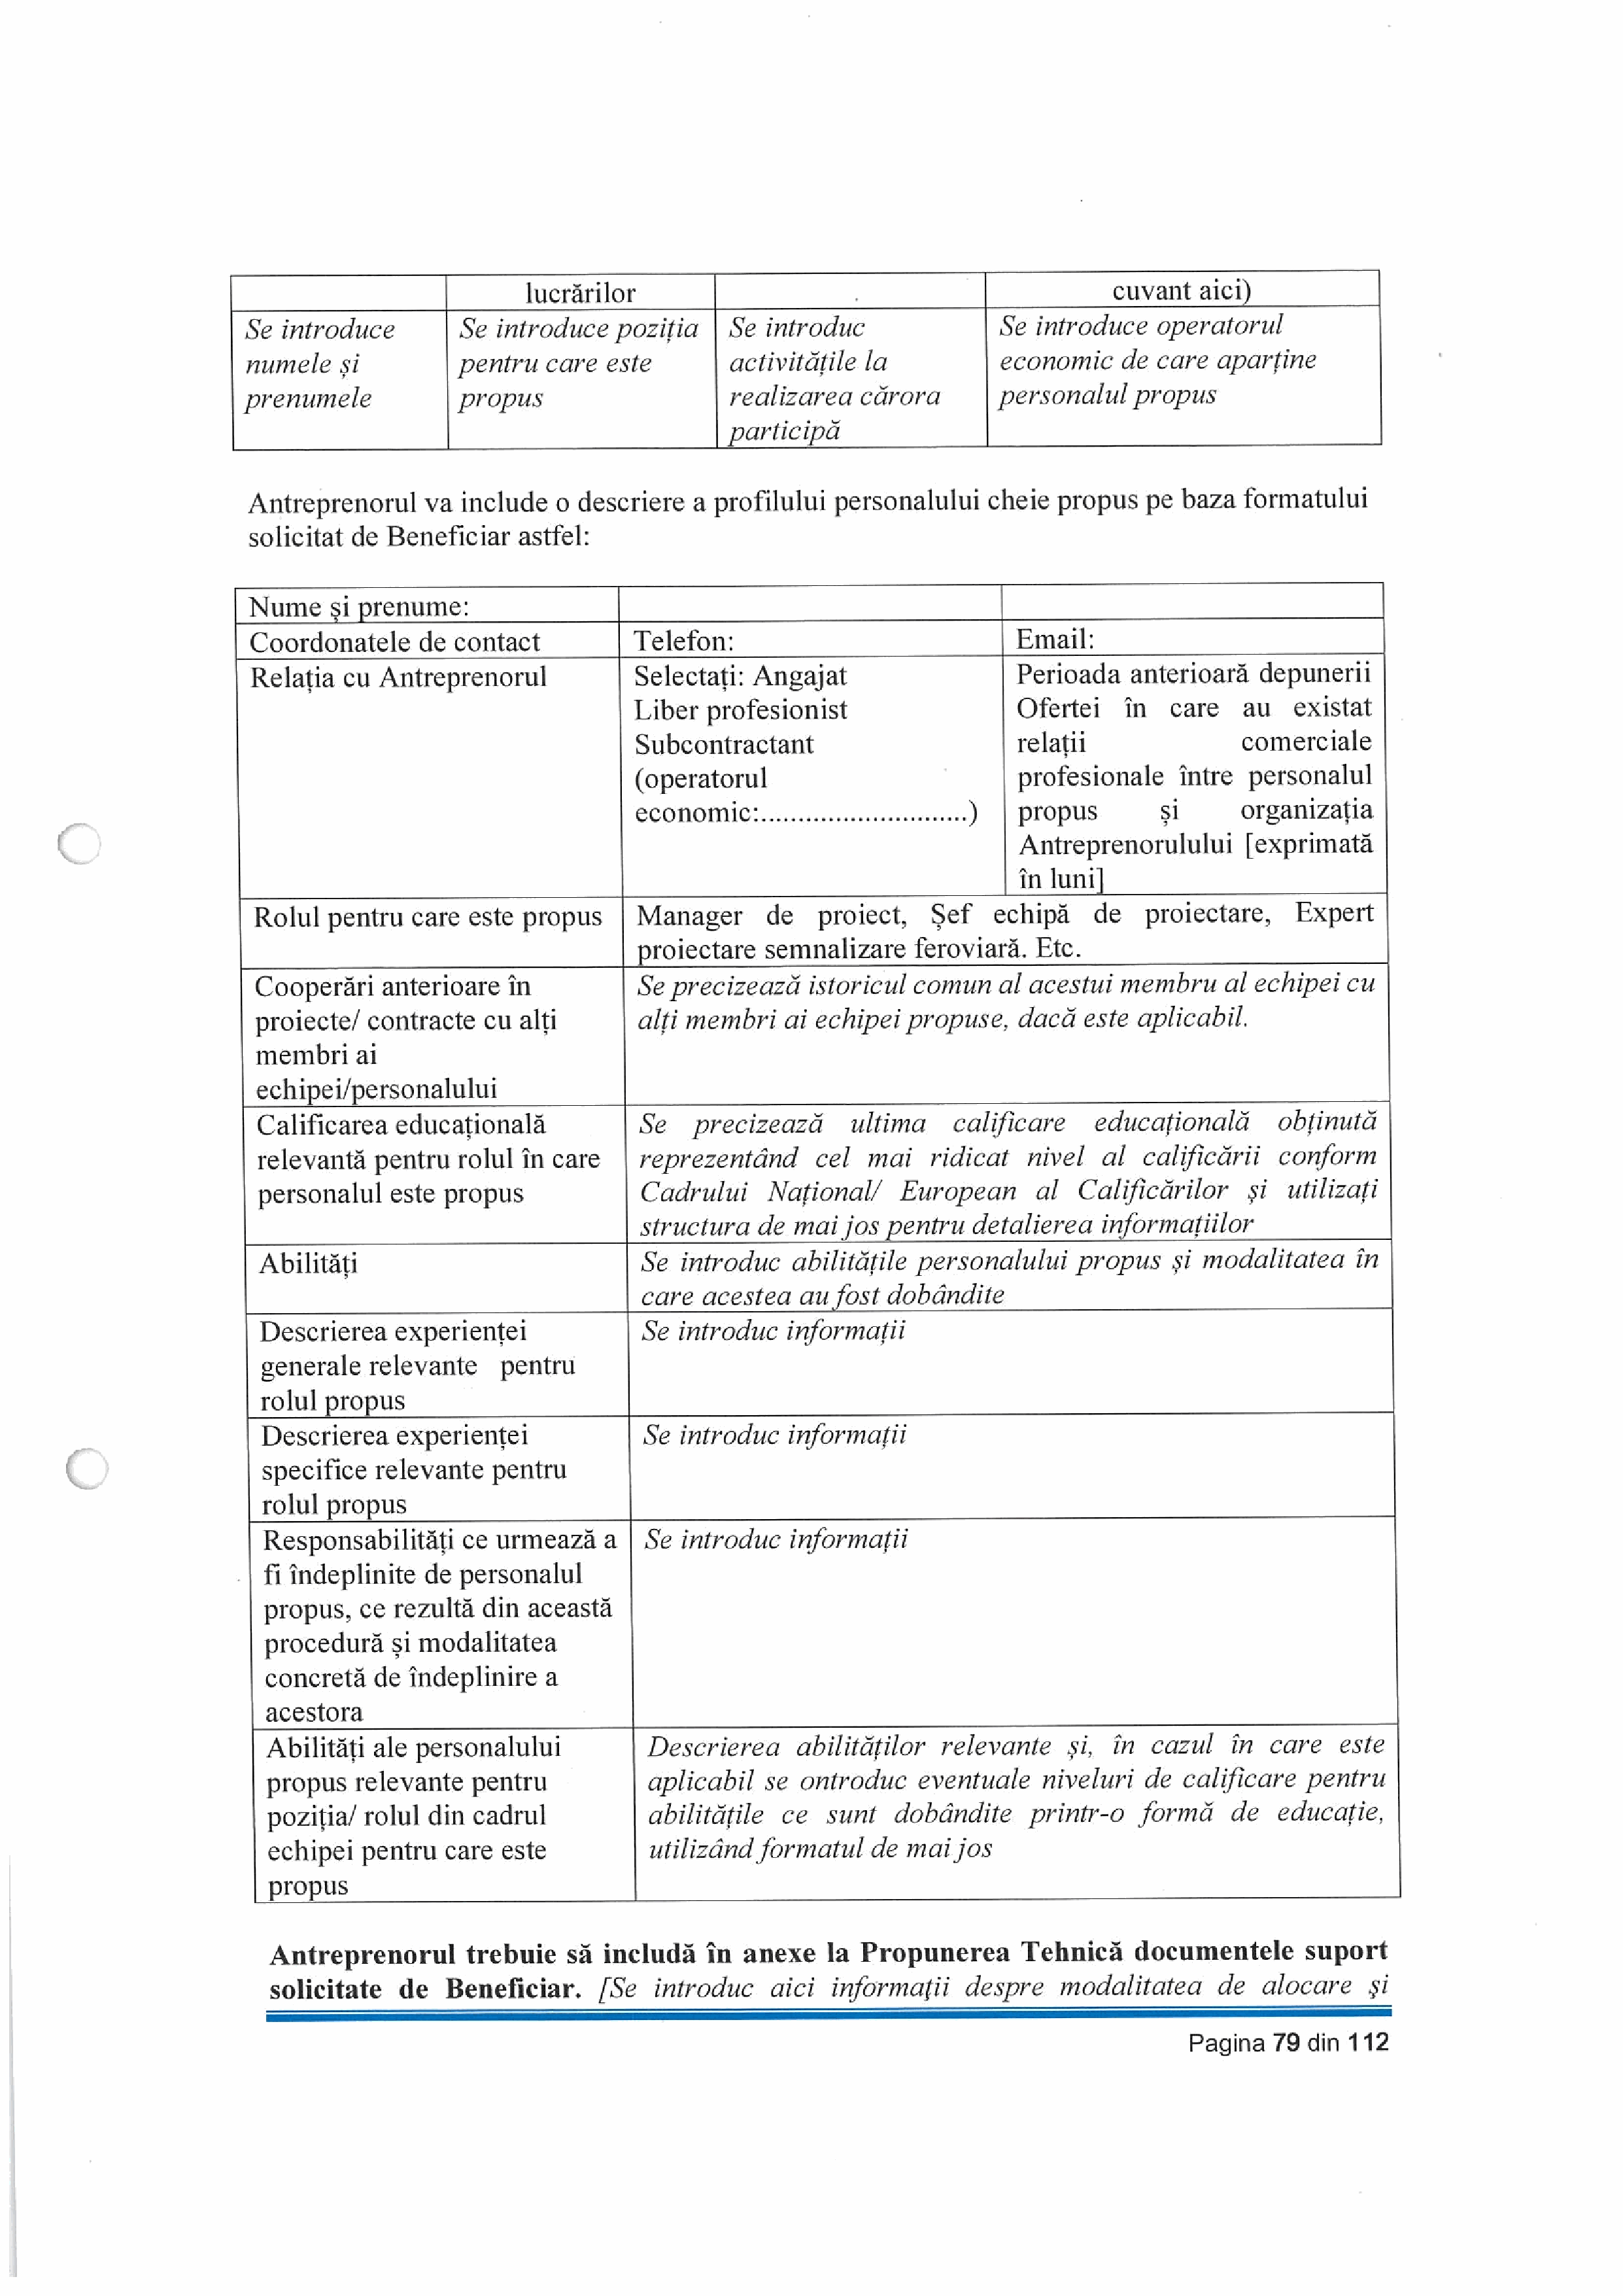 lucrărilor
cuvant aici)
Se introduce
numele și
prenumele
Se introduce poziția
pentru care este
propus
Se introduc
activitățile la
realizarea cărora
participă
Se introduce operatorul
economic de care aparține
personalul propus
Antreprenorul va include o descriere a profilului personalului cheie propus pe baza formatului
solicitat de Beneficiar astfel:
Nume și prenume:
Coordonatele de contact
Telefon:
Email:
Relația cu Antreprenorul
Selectați: Angajat
Liber profesionist
Subcontractant
(operatorul
economic:............................)
Perioada anterioară depunerii
Ofertei în care au existat
relații comerciale
profesionale între personalul
propus și organizația
Antreprenorulului [exprimată
în luni]
Rolul pentru care este propus
Manager de proiect, Șef echipă de proiectare, Expert
proiectare semnalizare feroviară. Etc.
Cooperări anterioare în
proiecte/ contracte cu alți
membri ai
echipei/personalului
Se precizează istoricul comun al acestui membru al echipei cu
alți membri ai echipei propuse, dacă este aplicabil.
Calificarea educațională
relevantă pentru rolul în care
personalul este propus
Se precizează ultima calificare educațională obținută
reprezentând cel mai ridicat nivel al calificării conform
Cadrului Național/ European al Calificărilor și utilizați
structura de mai jos pentru detalierea informațiilor
Abilități
Se introduc abilitățile personalului propus și modalitatea în
care acestea au fost dobândite
Descrierea experienței
generale relevante pentru
rolul propus
Se introduc informații
Descrierea experienței
specifice relevante pentru
rolul propus
Se introduc informații
Responsabilități ce urmează a
fi îndeplinite de personalul
propus, ce rezultă din această
procedură și modalitatea
concretă de îndeplinire a
acestora
Se introduc informații
Abilități ale personalului
propus relevante pentru
poziția/ rolul din cadrul
echipei pentru care este
propus
Descrierea abilităților relevante și, în cazul în care este
aplicabil se ontroduc eventuale niveluri de calificare pentru
abilitățile ce sunt dobândite printr-o formă de educație,
utilizând formatul de mai jos
Antreprenorul trebuie să includă în anexe la Propunerea Tehnică documentele suport
solicitate de Beneficiar. [Se introduc aici informații despre modalitatea de alocare și
Pagina 79 din 112